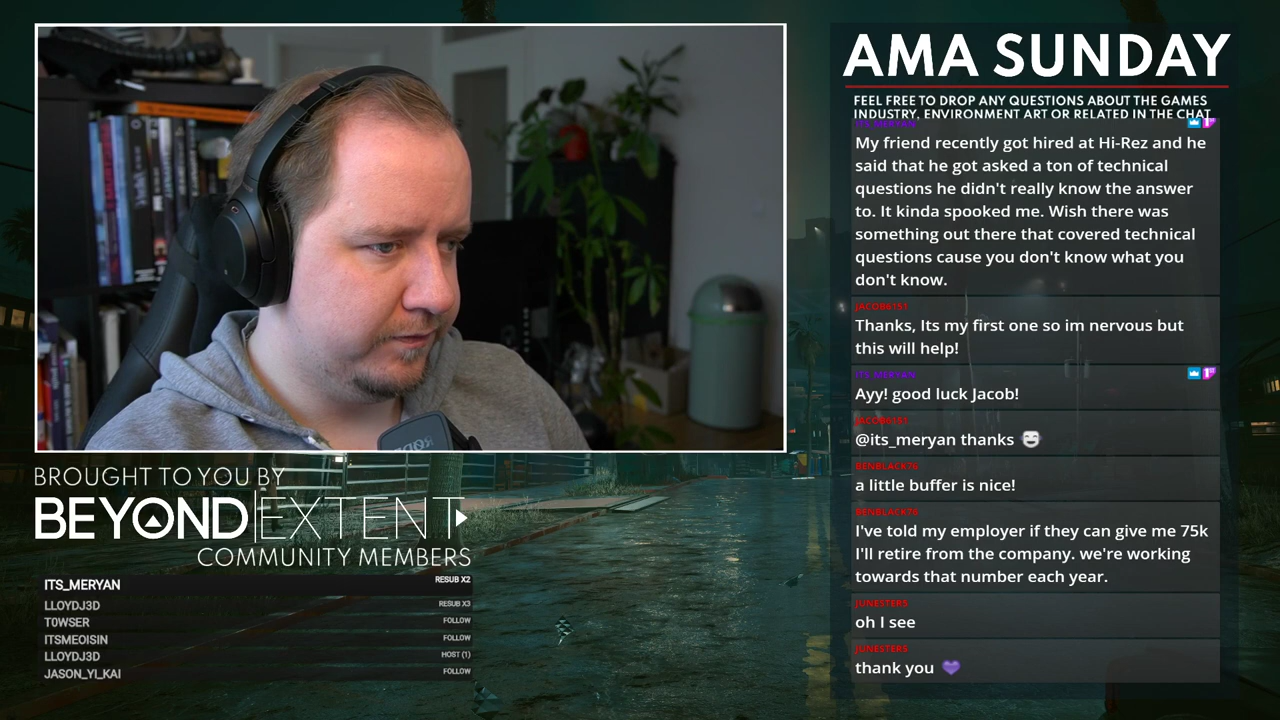 AMA SUNDAY
FEEL FREE TO DROP ANY QUESTIONS ABOUT THE GAMES
INDUSTRY, ENVIRONMENT ART OR RELATED IN THE CHAT
ITS_MERYAN
My friend recently got hired at Hi-Rez and he
said that he got asked a ton of technical
questions he didn't really know the answer
to. It kinda spooked me. Wish there was
something out there that covered technical
questions cause you don't know what you
don't know.
JACOB6151
Thanks, Its my first one so im nervous but
this will help!
ITS_MERYAN
Ayy! good luck Jacob!
JACOB6151
@its_meryan thanks
BENBLACK76
a little buffer is nice!
BENBLACK76
I've told my employer if they can give me 75k
I'll retire from the company. we're working
towards that number each year.
JUNESTERS
oh I see
JUNESTERS
thank you
BROUGHT TO YOU BY
BEYOND EXTENT
COMMUNITY MEMBERS
ITS_MERYAN RESUB X2
LLOYDJ3D RESUB X3
T0WSER FOLLOW
ITSMEOISIN FOLLOW
LLOYDJ3D HOST (1)
JASON_YI_KAI FOLLOW